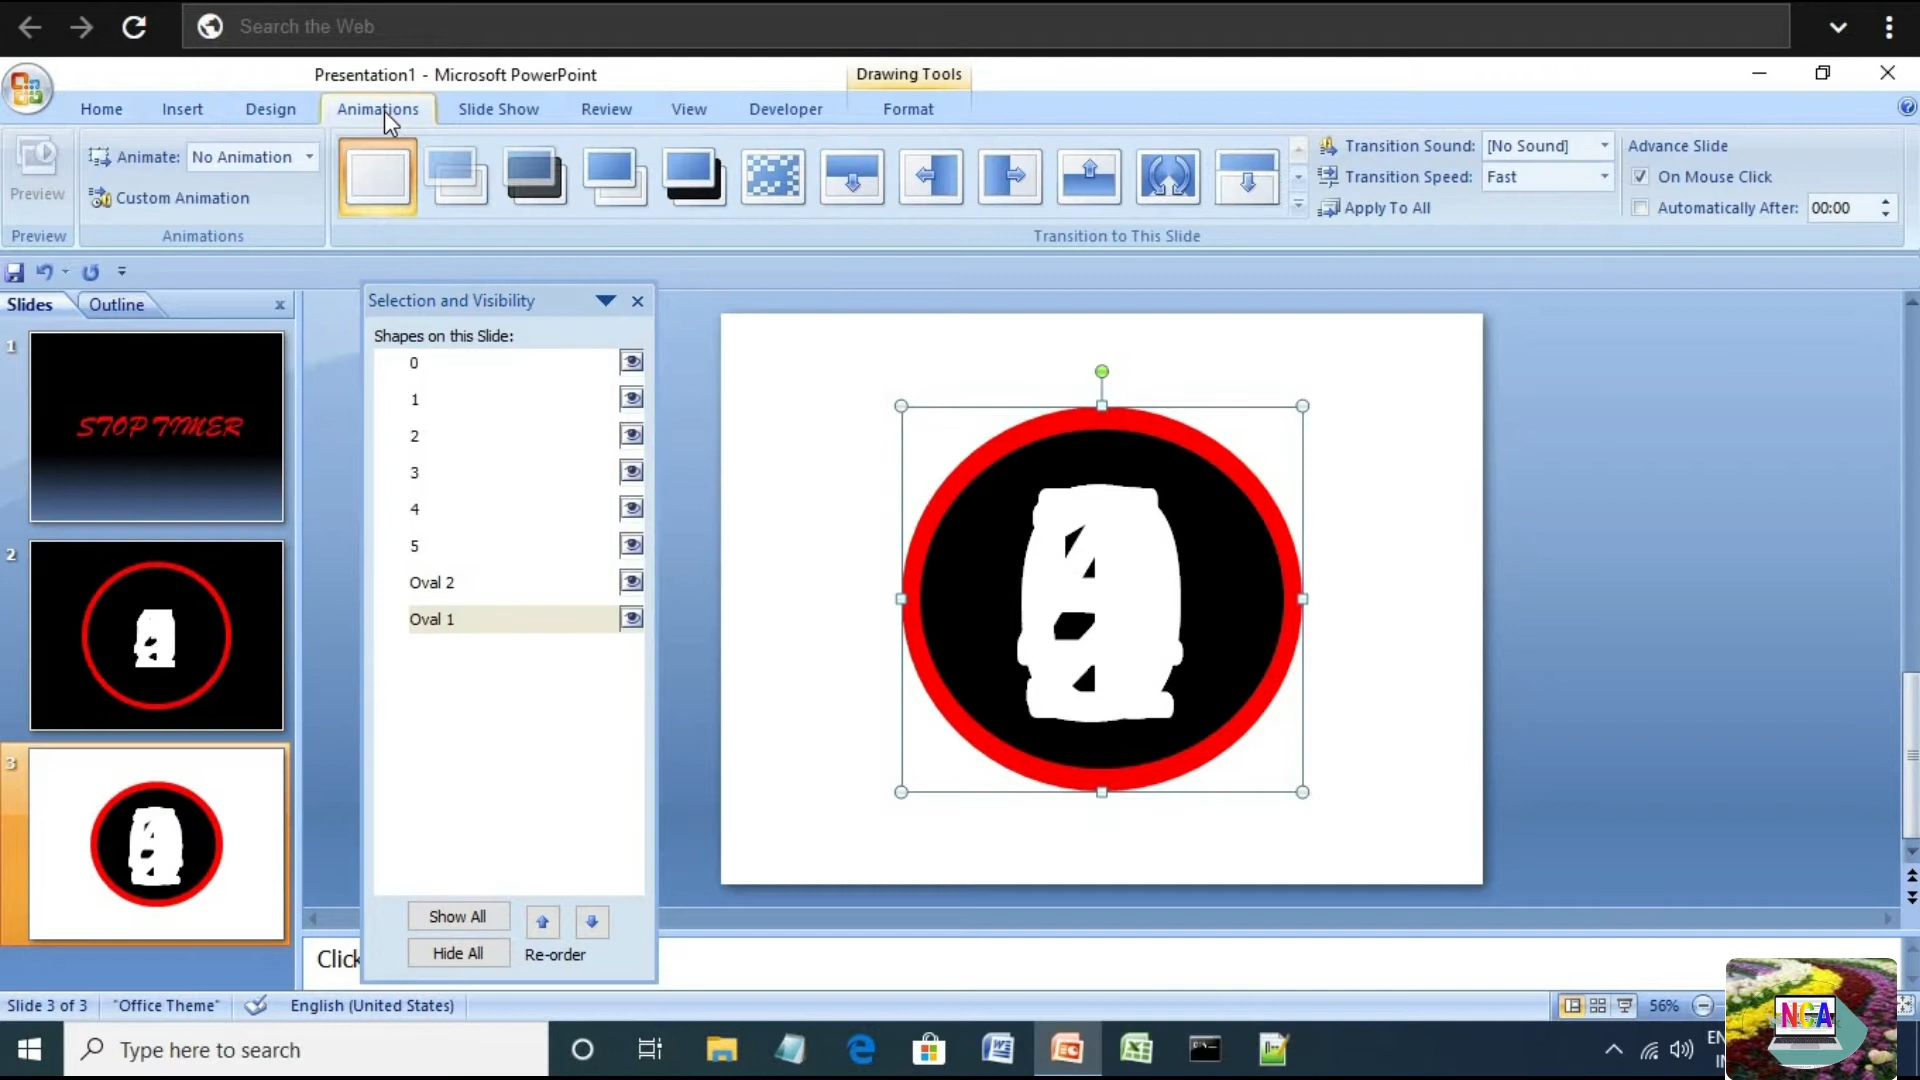 Search the Web
Presentation1 - Microsoft PowerPoint
Drawing Tools
Home Insert Design Animations Slide Show Review View Developer Format
Preview
Animate: No Animation
Custom Animation
Transition Sound: [No Sound]
Transition Speed: Fast
Apply To All
Advance Slide
On Mouse Click
Automatically After: 00:00
Preview Animations Transition to This Slide
Slides Outline
Selection and Visibility
Shapes on this Slide:
0
1
2
3
4
5
Oval 2
Oval 1
Show All
Hide All
Re-order
1
STOP TIMER
2
3
Click
Slide 3 of 3 "Office Theme" English (United States) 56%
NCA
Type here to search